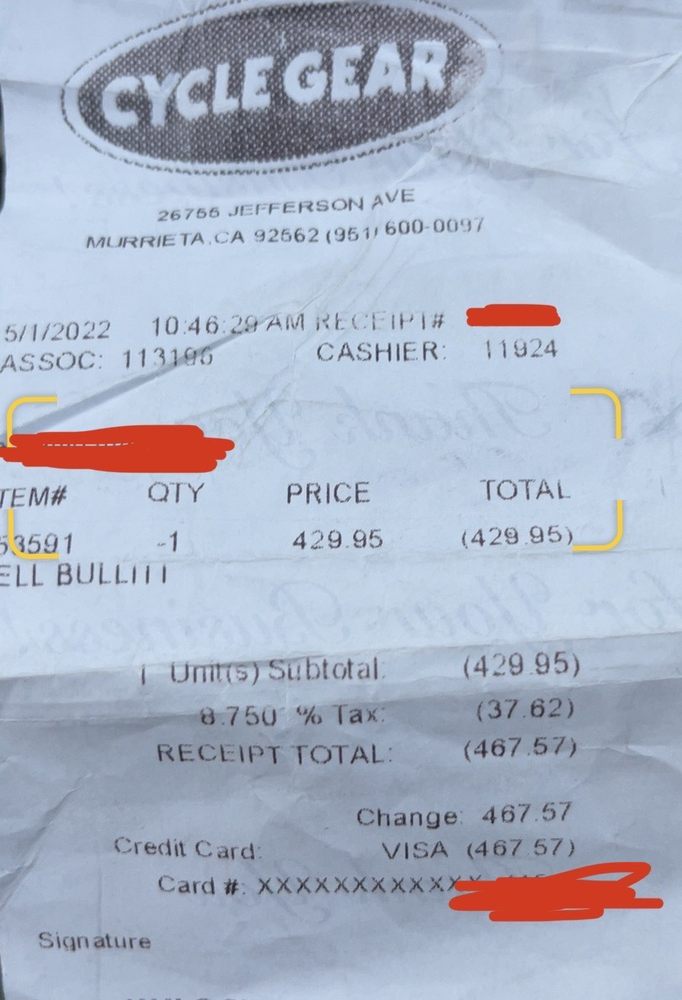 CYCLE GEAR
26755 JEFFERSON AVE
MURRIETA,CA 92562 (951) 600-0097
5/1/2022 10:46:29 AM RECEIPT#
ASSOC: 113196 CASHIER: 11924
TEM# QTY PRICE TOTAL
53591 -1 429.95 (429.95)
ELL BULLITT
1 Unit(s) Subtotal: (429.95)
8.750 % Tax: (37.62)
RECEIPT TOTAL: (467.57)
Change: 467.57
Credit Card: VISA (467.57)
Card #: XXXXXXXXXXXX
Signature